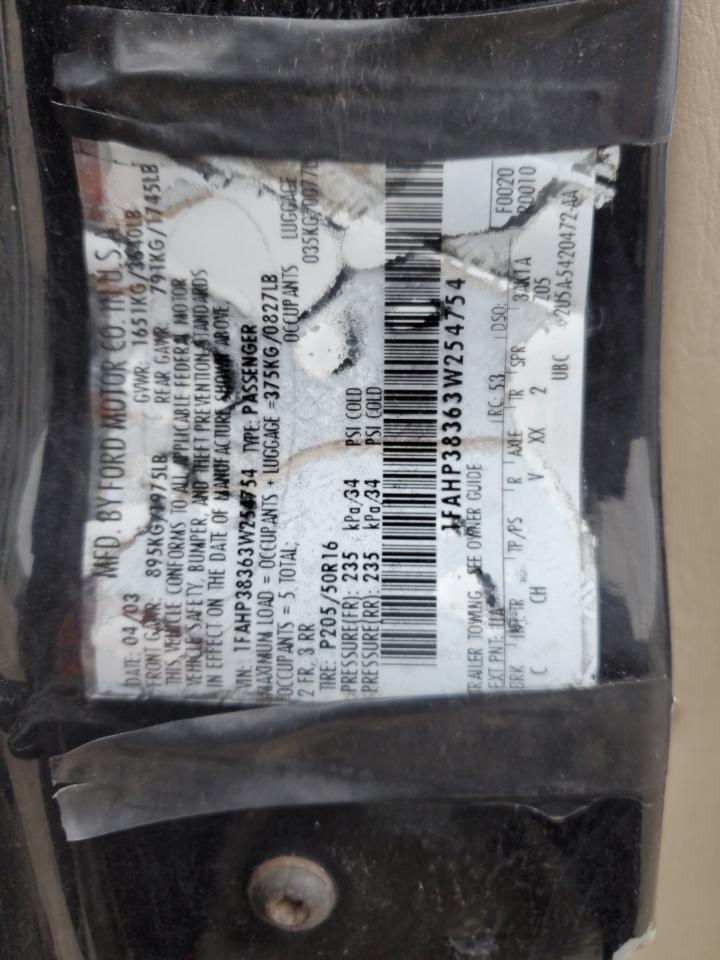 MFD. BY FORD MOTOR CO. IN U.S.A.
DATE: 04/03 GVWR: 1651KG/3640LB
FRONT GAWR: 895KG/1975LB REAR GAWR: 791KG/1745LB
THIS VEHICLE CONFORMS TO ALL APPLICABLE FEDERAL MOTOR
VEHICLE SAFETY, BUMPER, AND THEFT PREVENTION STANDARDS
IN EFFECT ON THE DATE OF MANUFACTURE SHOWN ABOVE
VIN: 1FAHP38363W254754 TYPE: PASSENGER
MAXIMUM LOAD = OCCUPANTS + LUGGAGE =375KG/0827LB
OCCUPANTS = 5, TOTAL: OCCUPANTS LUGGAGE
2 FR, 3 RR 035KG
TIRE: P205/50R16
PRESSURE(FR): 235 kPa/34 PSI COLD
PRESSURE(RR): 235 kPa/34 PSI COLD
1FAHP38363W254754
TRAILER TOWING, SEE OWNER GUIDE
EXT PNT: UA RC: 53 DSO: F0020
BRK INT TR TP/PS R AXLE TR SPR R0010
C CH V XX 2 Z05
UBC